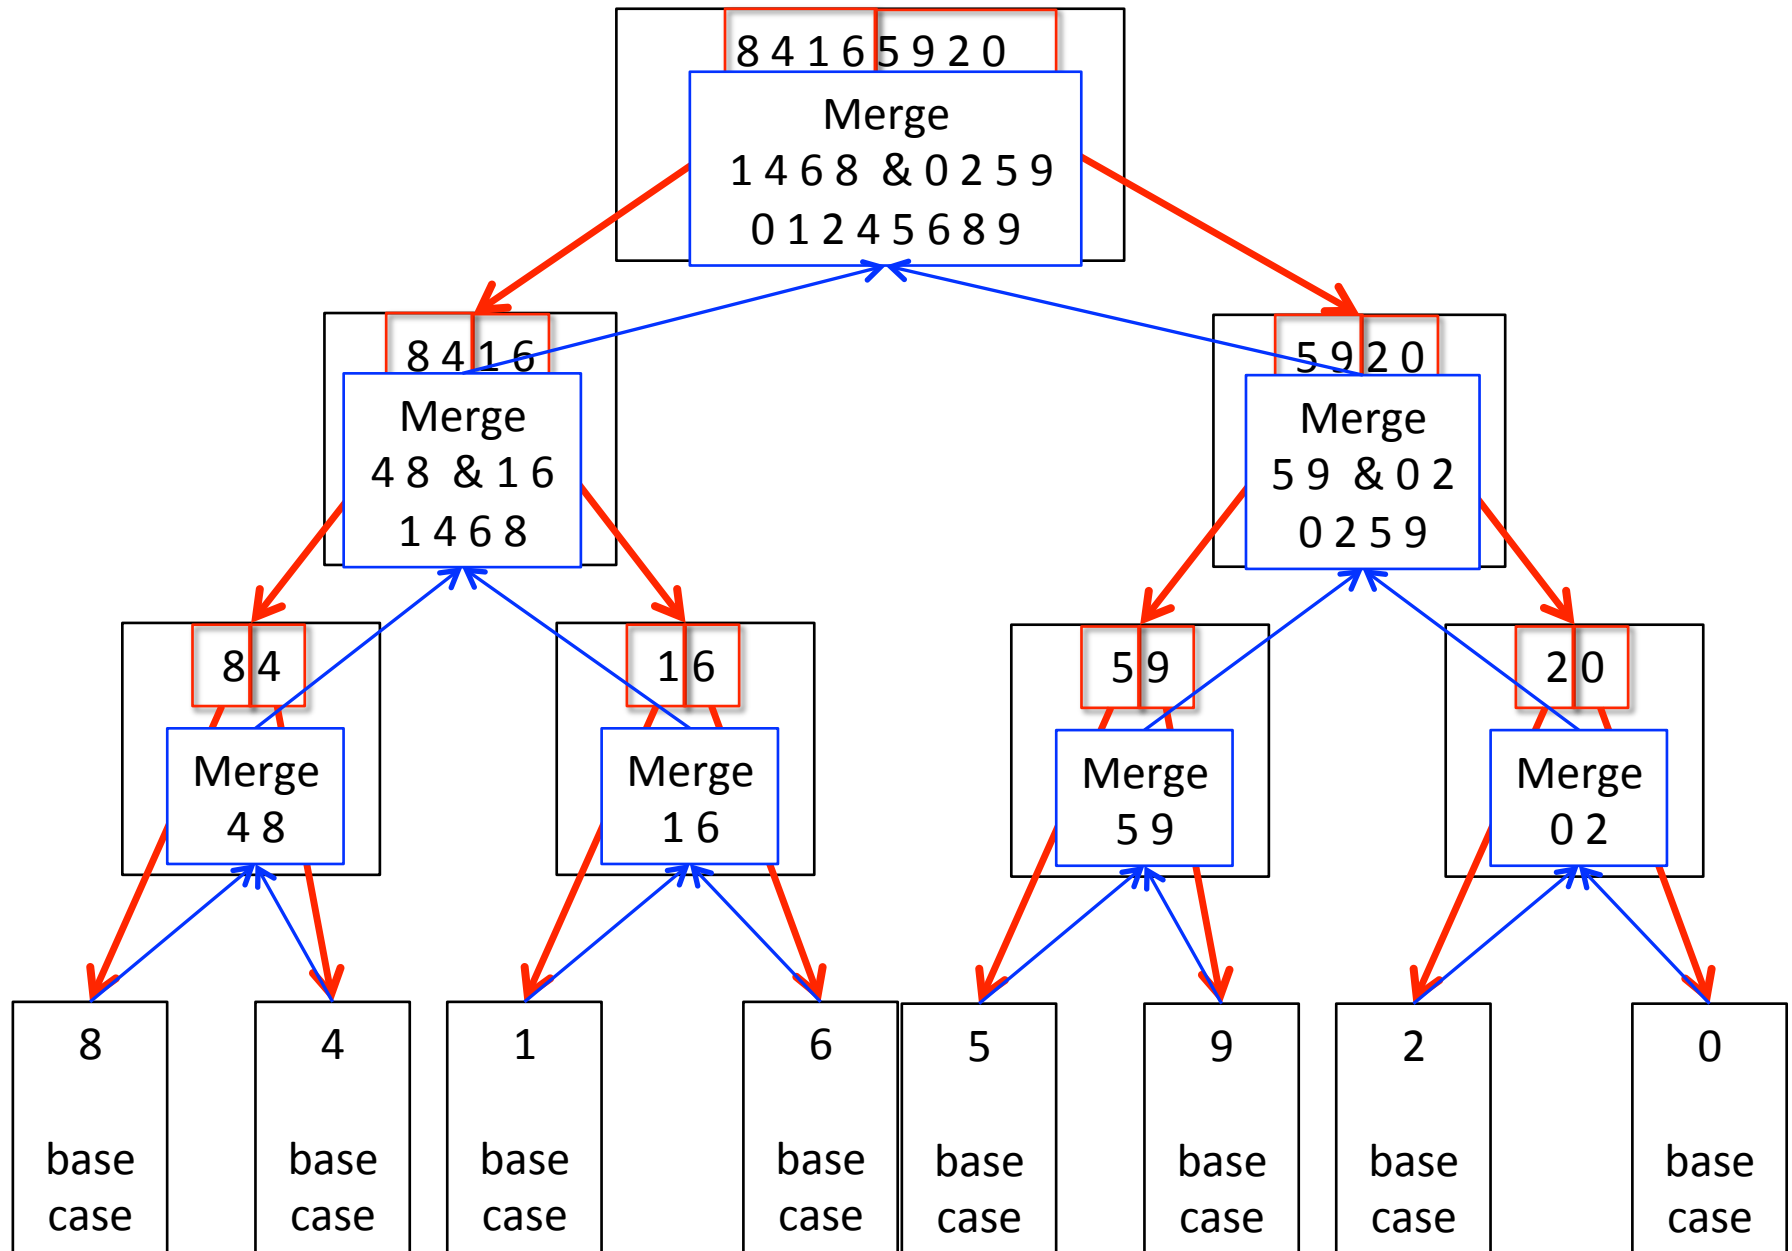 8 4 1 6 5 9 2 0
Merge
1 4 6 8 & 0 2 5 9
0 1 2 4 5 6 8 9
8 4 1 6
Merge
4 8 & 1 6
1 4 6 8
5 9 2 0
Merge
5 9 & 0 2
0 2 5 9
8 4
Merge
4 8
1 6
Merge
1 6
5 9
Merge
5 9
2 0
Merge
0 2
8
base
case
4
base
case
1
base
case
6
base
case
5
base
case
9
base
case
2
base
case
0
base
case